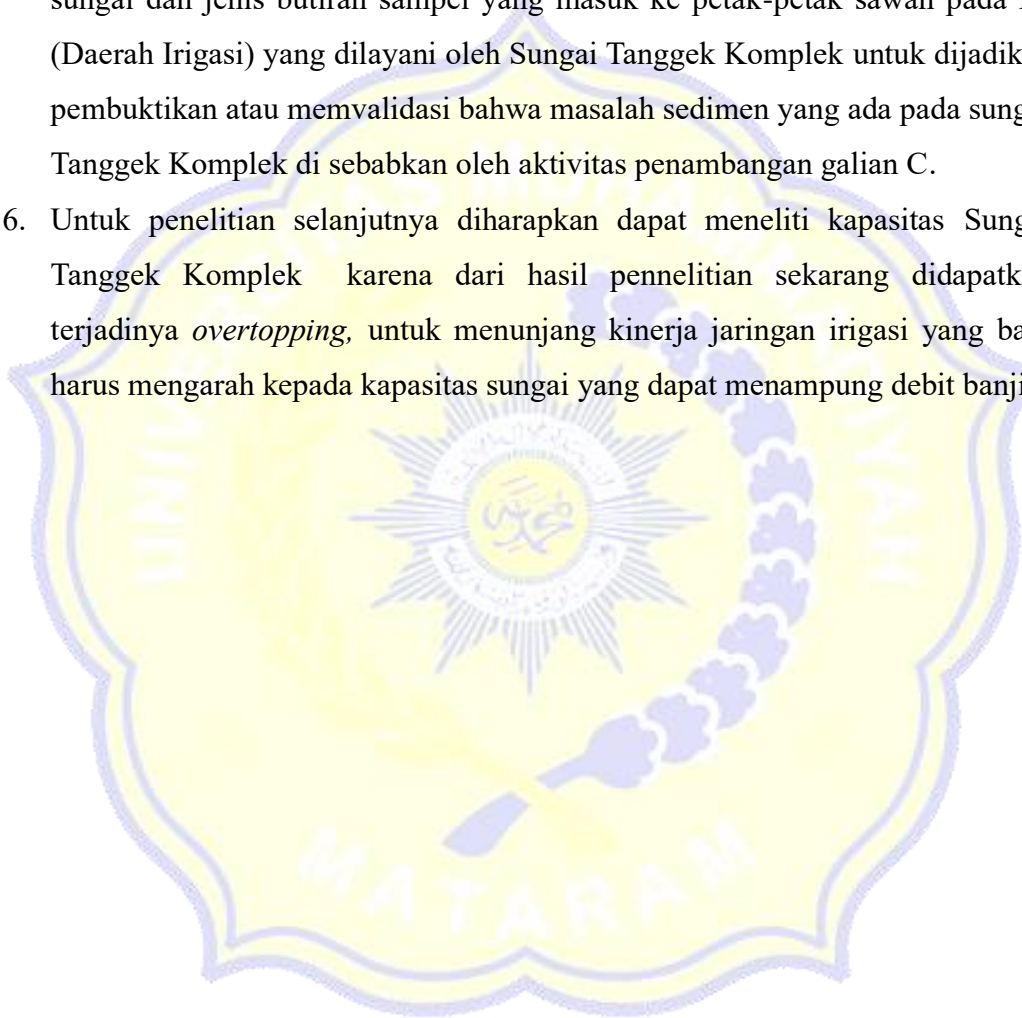 sungai dan jenis butiran sampel yang masuk ke petak-petak sawah pada
(Daerah Irigasi) yang dilayani oleh Sungai Tanggek Komplek untuk dijadik
pembuktikan atau memvalidasi bahwa masalah sedimen yang ada pada sung
Tanggek Komplek di sebabkan oleh aktivitas penambangan galian C.
6. Untuk penelitian selanjutnya diharapkan dapat meneliti kapasitas Sung
Tanggek Komplek karena dari hasil pennelitian sekarang didapatk
terjadinya overtopping, untuk menunjang kinerja jaringan irigasi yang ba
harus mengarah kepada kapasitas sungai yang dapat menampung debit banji
UNIVERSITAS MUHAMMADIYAH
MATARAM